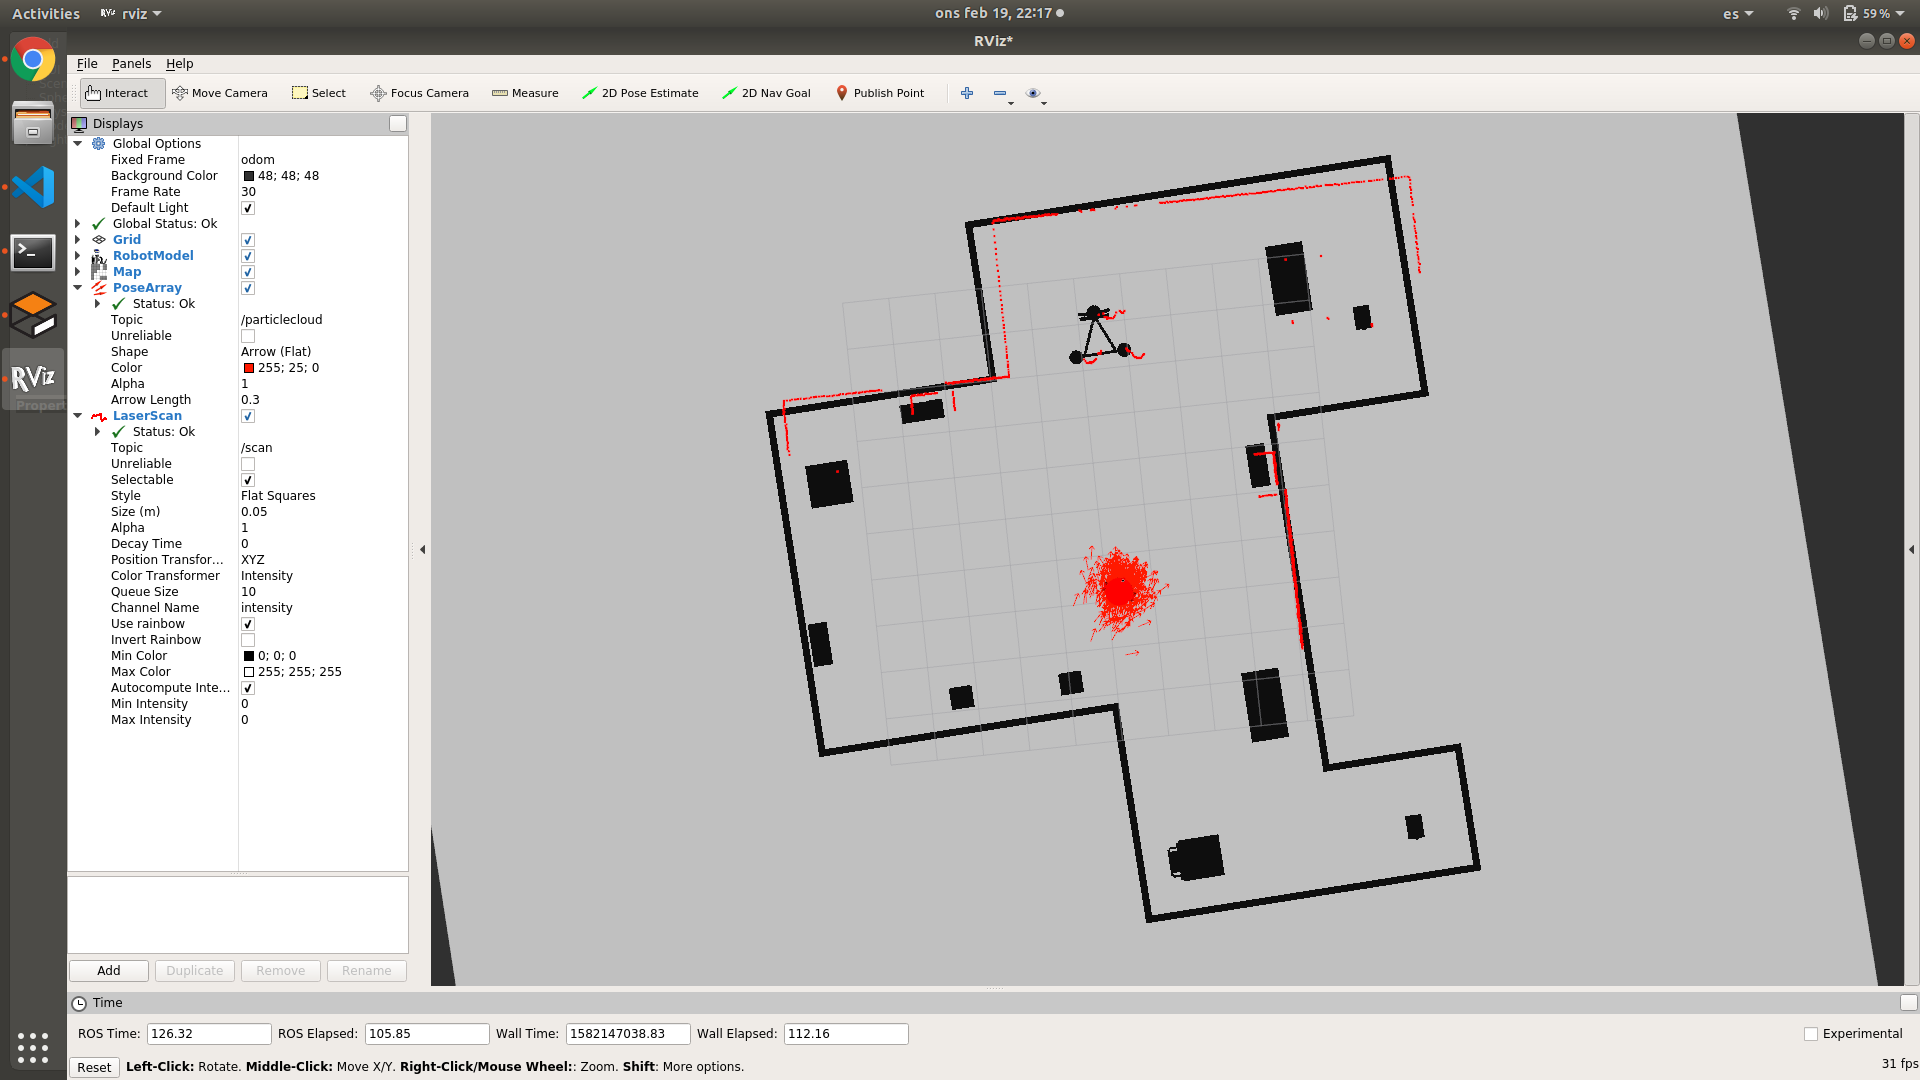 Activities RViz rviz ons feb 19, 22:17 es 59 %
RViz*
File Panels Help
Interact Move Camera Select Focus Camera Measure 2D Pose Estimate 2D Nav Goal Publish Point
Displays
Global Options
Fixed Frame odom
Background Color 48; 48; 48
Frame Rate 30
Default Light
Global Status: Ok
Grid
RobotModel
Map
PoseArray
Status: Ok
Topic /particlecloud
Unreliable
Shape Arrow (Flat)
Color 255; 25; 0
Alpha 1
Arrow Length 0.3
LaserScan
Status: Ok
Topic /scan
Unreliable
Selectable
Style Flat Squares
Size (m) 0.05
Alpha 1
Decay Time 0
Position Transfor... XYZ
Color Transformer Intensity
Queue Size 10
Channel Name intensity
Use rainbow
Invert Rainbow
Min Color 0; 0; 0
Max Color 255; 255; 255
Autocompute Inte...
Min Intensity 0
Max Intensity 0
RViz
Add Duplicate Remove Rename
Time
ROS Time: 126.32 ROS Elapsed: 105.85 Wall Time: 1582147038.83 Wall Elapsed: 112.16 Experimental
Reset Left-Click: Rotate. Middle-Click: Move X/Y. Right-Click/Mouse Wheel:: Zoom. Shift: More options. 31 fps